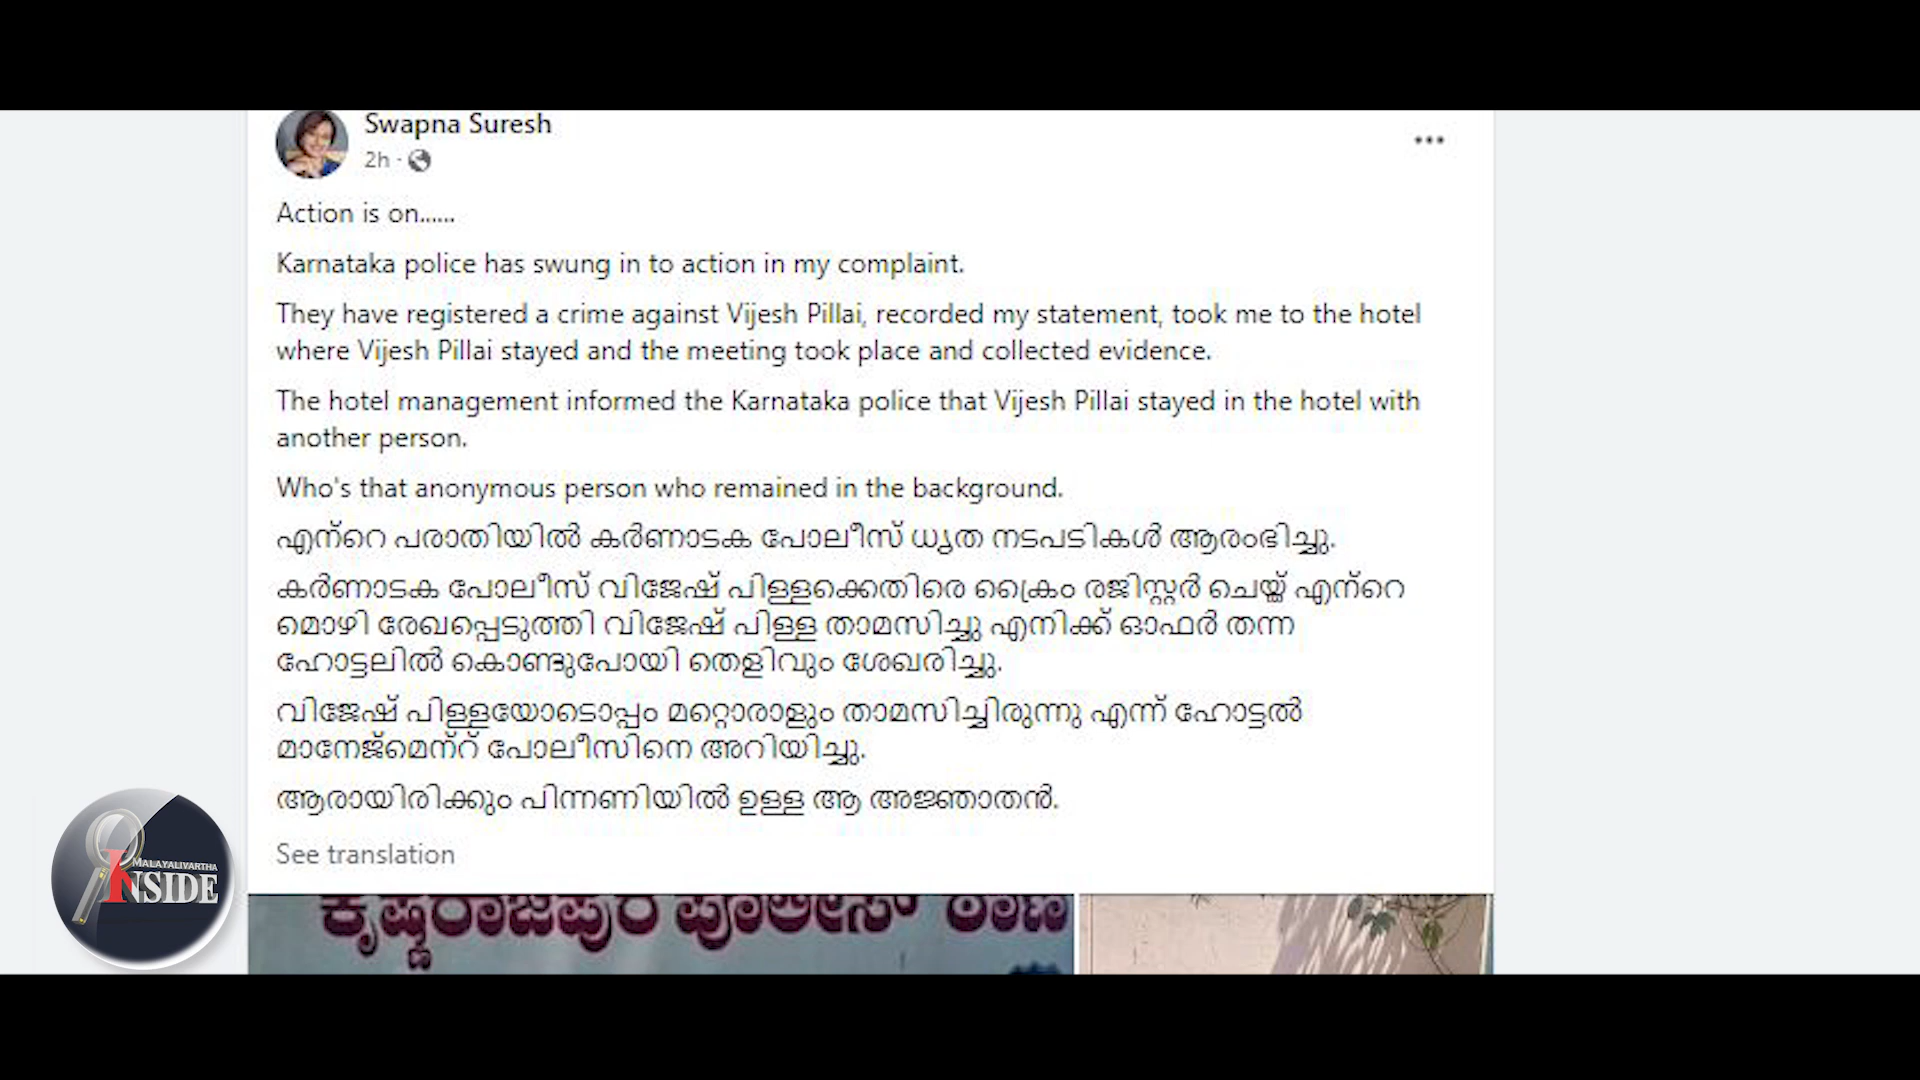 Swapna Suresh
2h ·
Action is on......
Karnataka police has swung in to action in my complaint.
They have registered a crime against Vijesh Pillai, recorded my statement, took me to the hotel
where Vijesh Pillai stayed and the meeting took place and collected evidence.
The hotel management informed the Karnataka police that Vijesh Pillai stayed in the hotel with
another person.
Who's that anonymous person who remained in the background.
എന്റെ പരാതിയിൽ കർണാടക പോലീസ് ധൃത നടപടികൾ ആരംഭിച്ചു.
കർണാടക പോലീസ് വിജേഷ് പിള്ളക്കെതിരെ ക്രൈം രജിസ്റ്റർ ചെയ്ത് എന്റെ
മൊഴി രേഖപ്പെടുത്തി വിജേഷ് പിള്ള താമസിച്ചു എനിക്ക് ഓഫർ തന്ന
ഹോട്ടലിൽ കൊണ്ടുപോയി തെളിവും ശേഖരിച്ചു.
വിജേഷ് പിള്ളയോടൊപ്പം മറ്റൊരാളും താമസിച്ചിരുന്നു എന്ന് ഹോട്ടൽ
മാനേജ്മെന്റ് പോലീസിനെ അറിയിച്ചു.
ആരായിരിക്കും പിന്നണിയിൽ ഉള്ള ആ അജ്ഞാതൻ.
See translation
MALAYALIVARTHA
INSIDE
ಕೃಷ್ಣರಾಜಪುರ ಪೊಲೀಸ್ ಠಾಣೆ